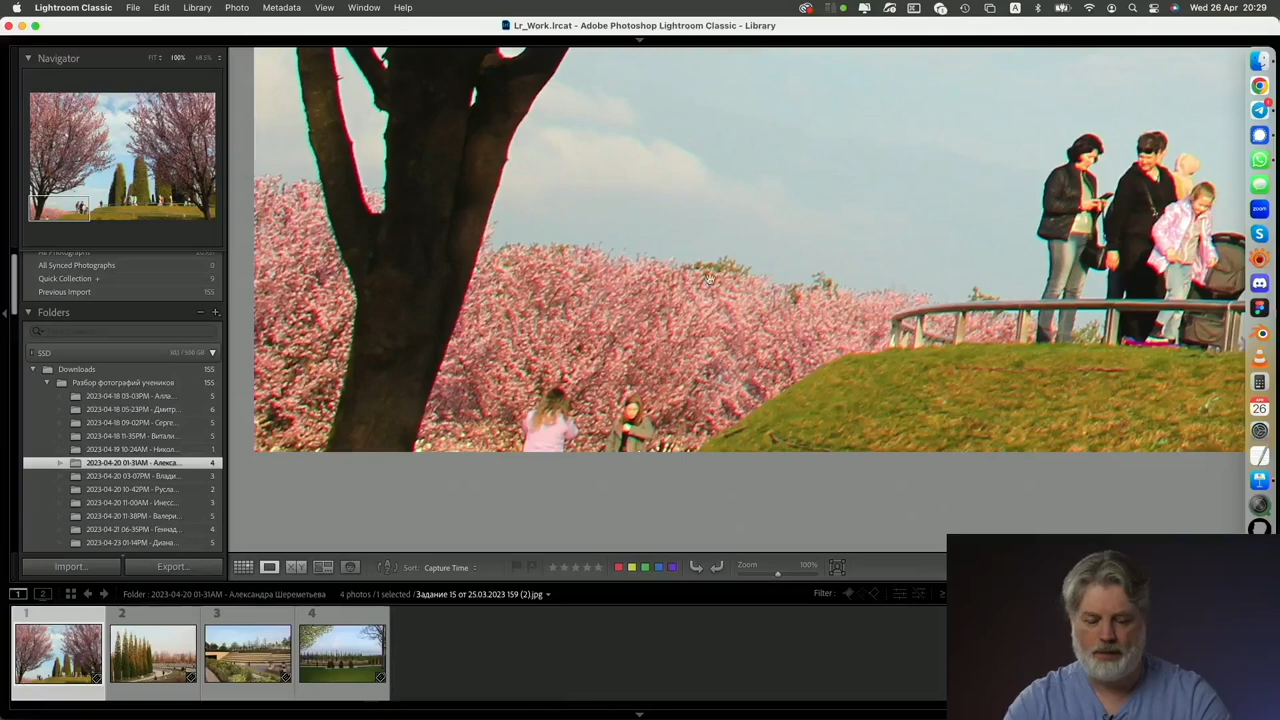 Lightroom Classic File Edit Library Photo Metadata View Window Help A Wed 26 Apr 20:29
Lr_Work.lrcat - Adobe Photoshop Lightroom Classic - Library
Navigator FIT 100%
All Synced Photographs 0
Quick Collection + 9
Previous Import 155
Folders
SSD
Downloads 155
Разбор фотографий учеников 155
2023-04-18 03-03PM - Алла... 5
2023-04-18 05-23PM - Дмитр... 6
2023-04-18 09-02PM - Серге... 5
2023-04-18 11-35PM - Витали... 5
2023-04-19 10-24AM - Никол... 1
2023-04-20 01-31AM - Алекса... 4
2023-04-20 03-07PM - Влади... 3
2023-04-20 10-42PM - Русла... 2
2023-04-20 11-00AM - Инесс... 3
2023-04-20 11-38PM - Валери... 5
2023-04-21 06-35PM - Геннад... 4
2023-04-23 01-14PM - Диана... 5
Import... Export...
Sort: Capture Time
Zoom 100%
1 2 Folder : 2023-04-20 01-31AM - Александра Шереметьева 4 photos / 1 selected / Задание 15 от 25.03.2023 159 (2).jpg Filter :
1 2 3 4
zoom
26